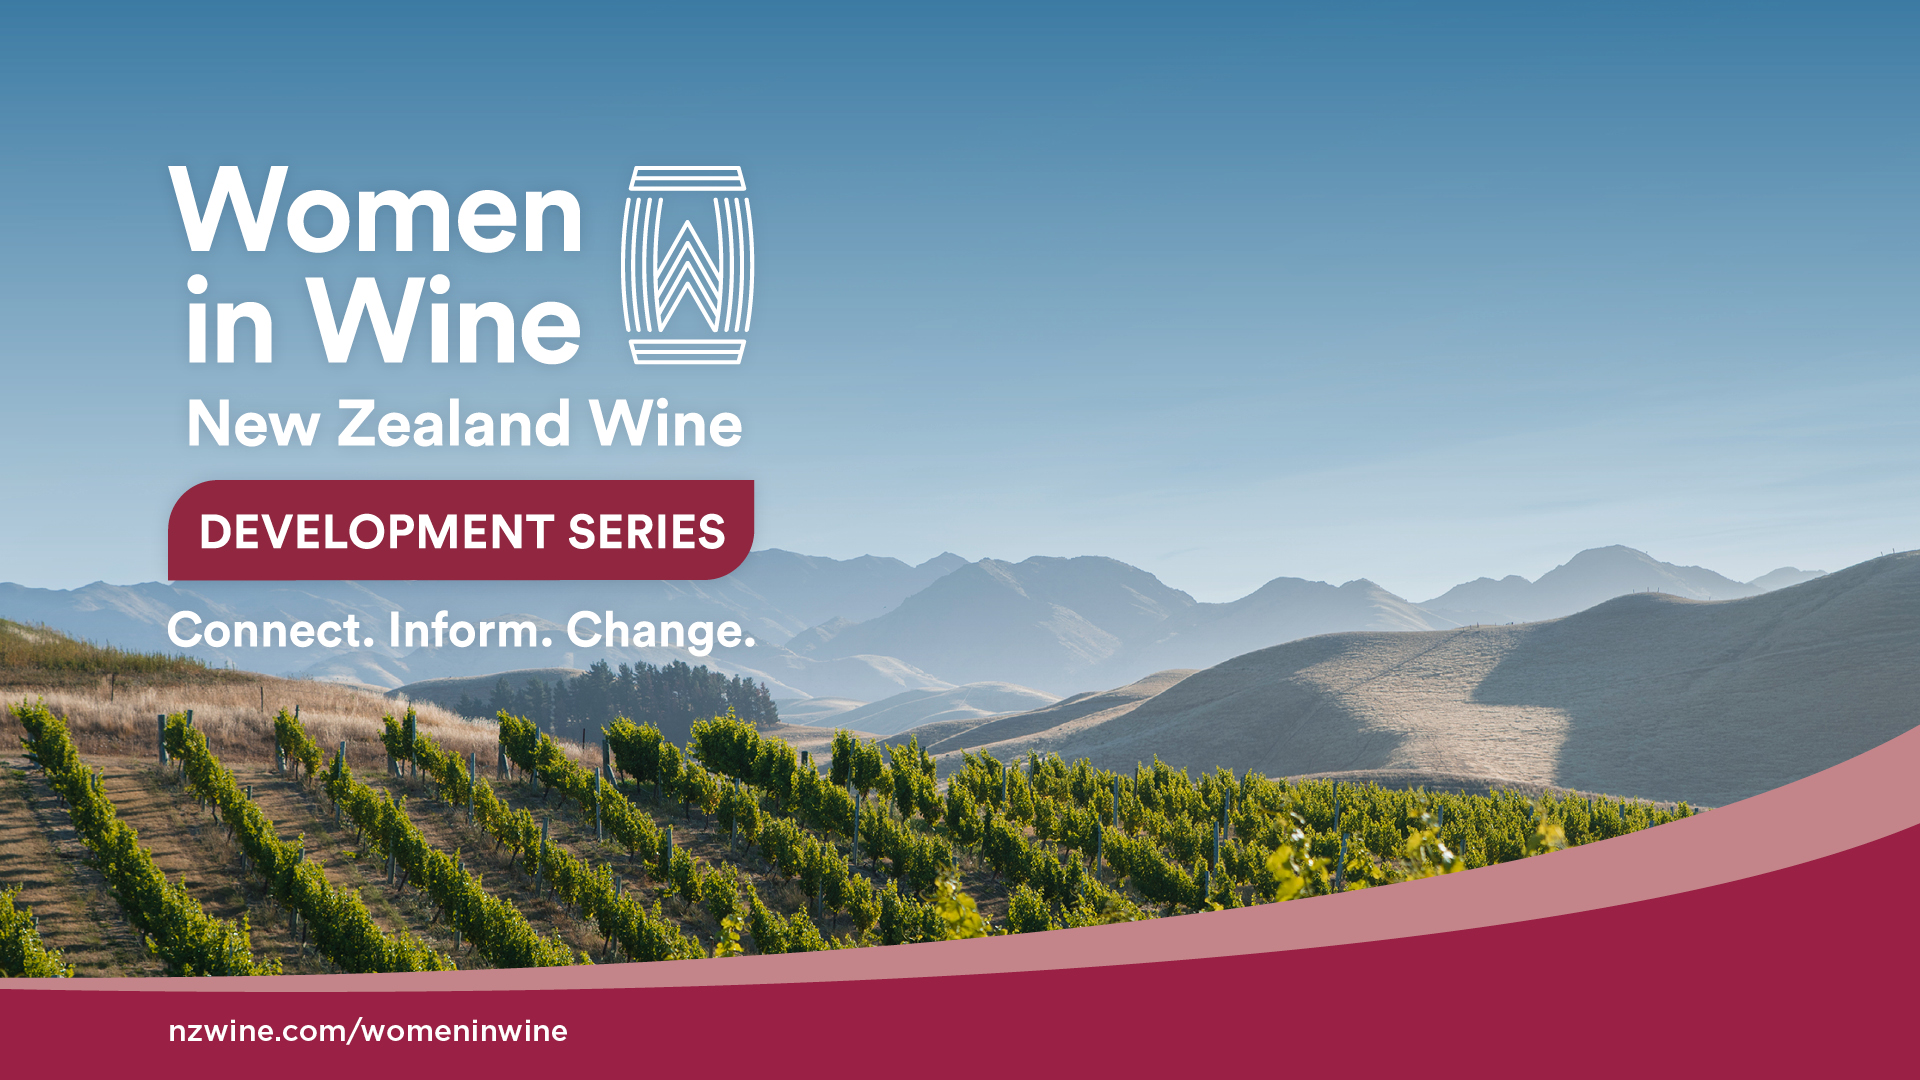 Women
in Wine
New Zealand Wine
DEVELOPMENT SERIES
Connect. Inform. Change.
nzwine.com/womeninwine